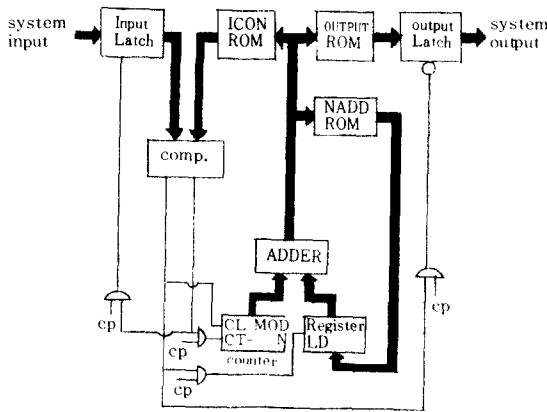 system
input
Input
Latch
ICON
ROM
OUTPUT
ROM
output
Latch
system
output
NADD
ROM
comp.
ADDER
cp
cp
CL MOD
CT- N
counter
Register
LD
cp
cp